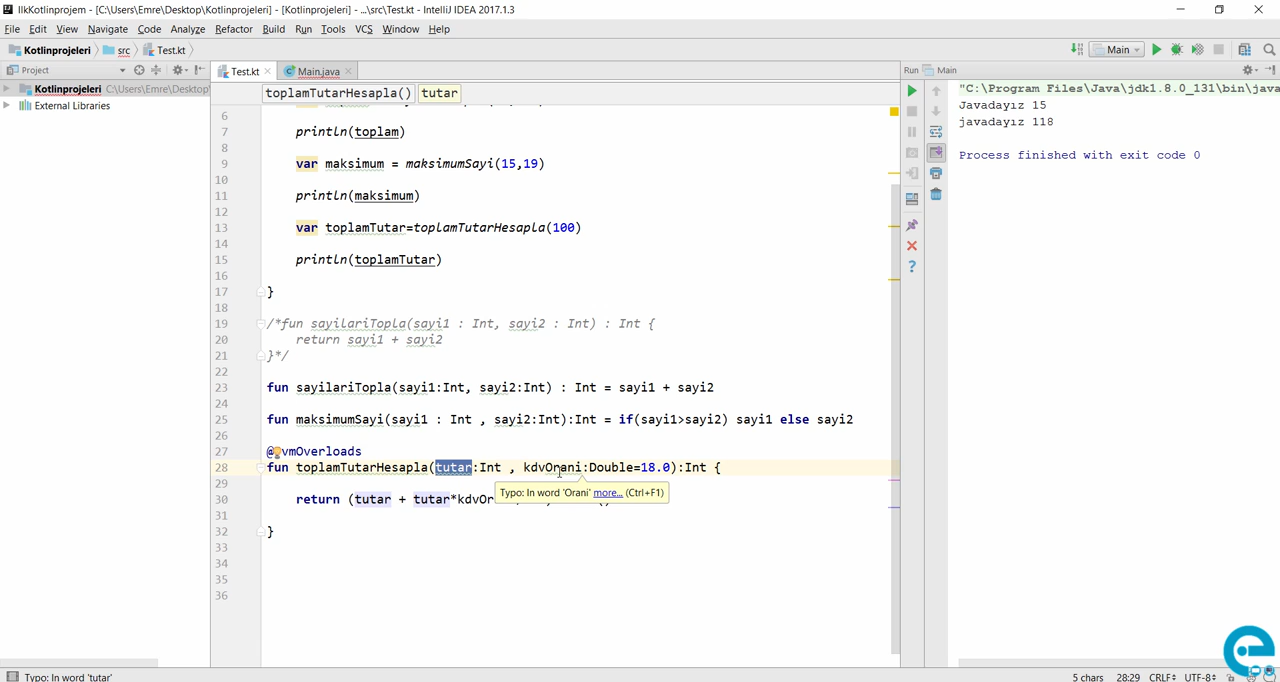 IlkKotlinprojem - [C:\Users\Emre\Desktop\Kotlinprojeleri] - [Kotlinprojeleri] - ...\src\Test.kt - IntelliJ IDEA 2017.1.3
File Edit View Navigate Code Analyze Refactor Build Run Tools VCS Window Help
Kotlinprojeleri src Test.kt
Main
Project
Test.kt Main.java
Run Main
Kotlinprojeleri C:\Users\Emre\Desktop\
External Libraries
toplamTutarHesapla() tutar
6
7 println(toplam)
8
9 var maksimum = maksimumSayi(15,19)
10
11 println(maksimum)
12
13 var toplamTutar=toplamTutarHesapla(100)
14
15 println(toplamTutar)
16
17 }
18
19 /*fun sayilariTopla(sayi1 : Int, sayi2 : Int) : Int {
20 return sayi1 + sayi2
21 }*/
22
23 fun sayilariTopla(sayi1:Int, sayi2:Int) : Int = sayi1 + sayi2
24
25 fun maksimumSayi(sayi1 : Int , sayi2:Int):Int = if(sayi1>sayi2) sayi1 else sayi2
26
27 @ vmOverloads
28 fun toplamTutarHesapla(tutar:Int , kdvOrani:Double=18.0):Int {
29
Typo: In word 'Orani' more... (Ctrl+F1)
30 return (tutar + tutar*kdvOr
31
32 }
33
34
35
36
"C:\Program Files\Java\jdk1.8.0_131\bin\java
Javadayız 15
javadayız 118
Process finished with exit code 0
Typo: In word 'tutar'
5 chars 28:29 CRLF UTF-8